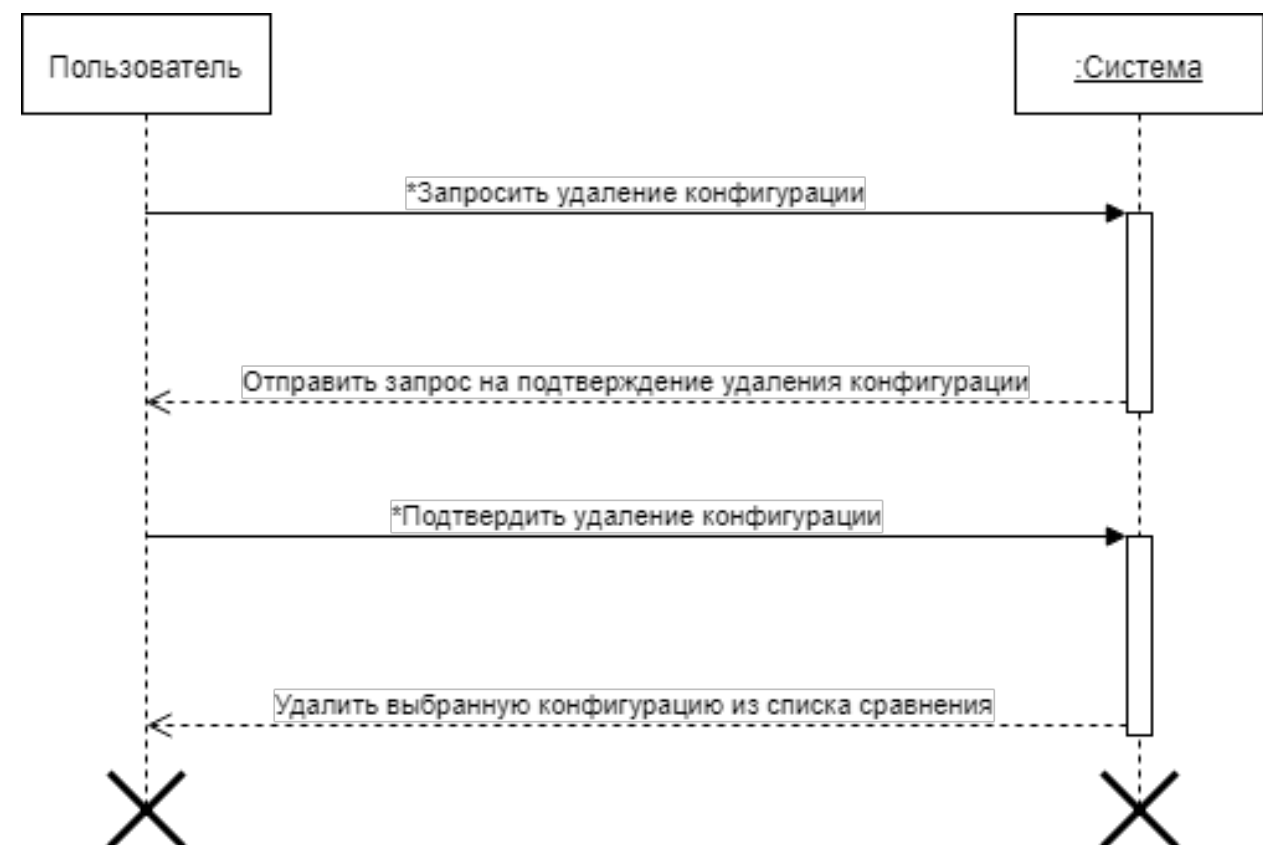 Пользователь
:Система
*Запросить удаление конфигурации
Отправить запрос на подтверждение удаления конфигурации
*Подтвердить удаление конфигурации
Удалить выбранную конфигурацию из списка сравнения